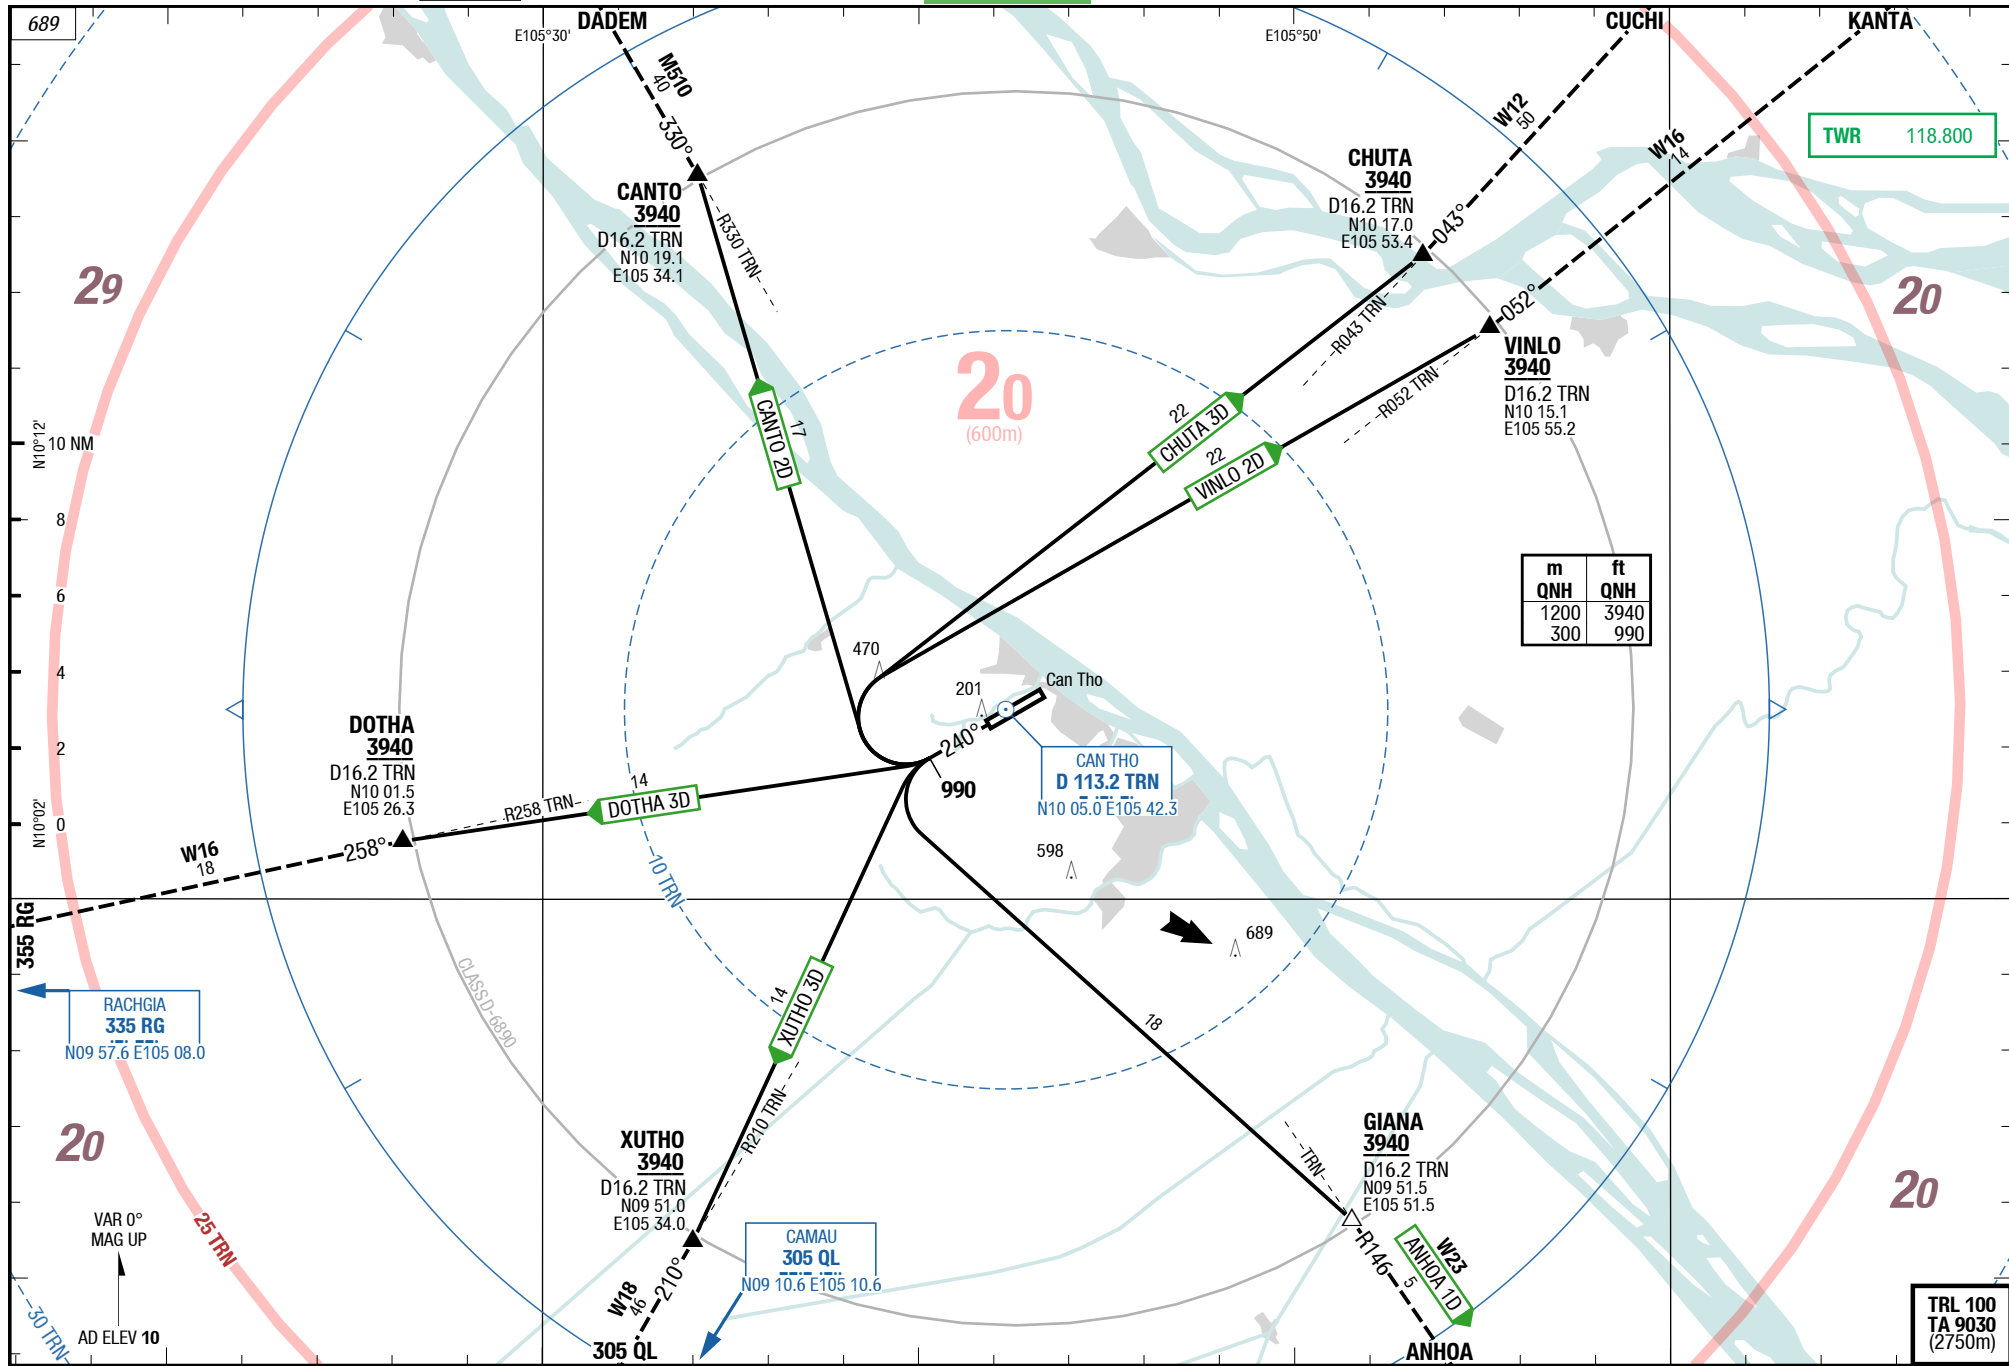 689
DADEM
E105°30'
E105°50'
CUCHI
KANTA
M510
40
330°
W12
50
W16
14
TWR 118.800
CANTO
3940
D16.2 TRN
N10 19.1
E105 34.1
R330 TRN
CHUTA
3940
D16.2 TRN
N10 17.0
E105 53.4
043°
R043 TRN
052°
VINLO
3940
D16.2 TRN
N10 15.1
E105 55.2
R052 TRN
29
20
20
(600m)
CANTO 2D
17
22
CHUTA 3D
22
VINLO 2D
N10°12'
10 NM
8
6
4
2
0
N10°02'
m ft
QNH QNH
1200 3940
300 990
470
201
Can Tho
240°
990
CAN THO
D 113.2 TRN
N10 05.0 E105 42.3
DOTHA
3940
D16.2 TRN
N10 01.5
E105 26.3
R258 TRN
14
DOTHA 3D
W16
18
258°
10 TRN
598
689
355 RG
RACHGIA
335 RG
N09 57.6 E105 08.0
CLASS D-6890
14
XUTHO 3D
18
R210 TRN
XUTHO
3940
D16.2 TRN
N09 51.0
E105 34.0
GIANA
3940
D16.2 TRN
N09 51.5
E105 51.5
TRN
R146
5
W23
ANHOA 1D
ANHOA
20
20
VAR 0°
MAG UP
AD ELEV 10
25 TRN
30 TRN
W18
46
210°
305 QL
CAMAU
305 QL
N09 10.6 E105 10.6
TRL 100
TA 9030
(2750m)